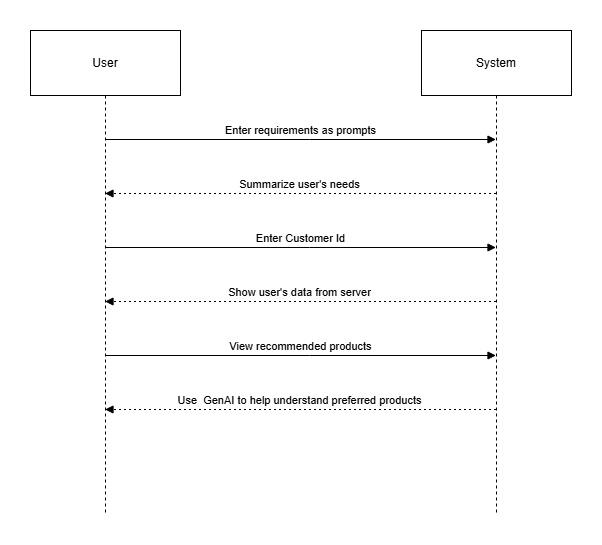 User
System
Enter requirements as prompts
Summarize user's needs
Enter Customer Id
Show user's data from server
View recommended products
Use  GenAI to help understand preferred products